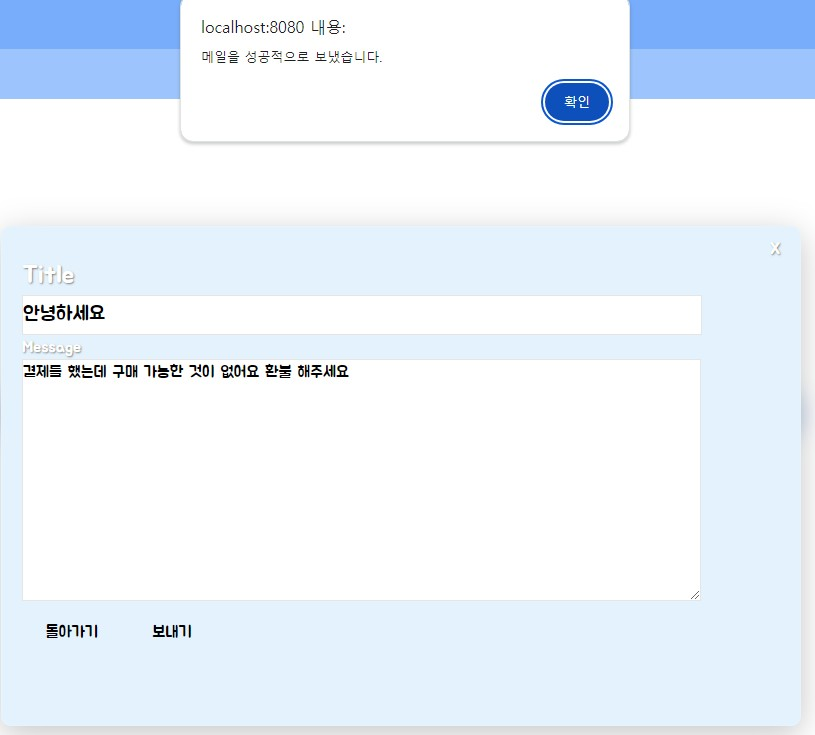 localhost:8080 내용:
메일을 성공적으로 보냈습니다.
확인
X
Title
안녕하세요
Message
결제를 했는데 구매 가능한 것이 없어요 환불 해주세요
돌아가기 보내기